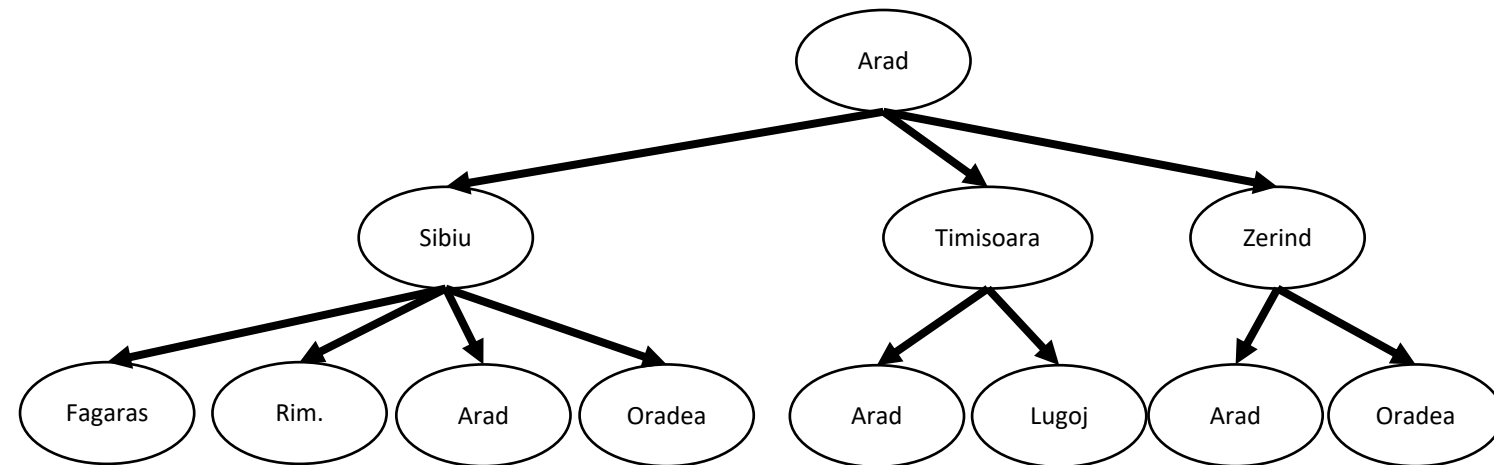 Arad
Sibiu
Timisoara
Zerind
Fagaras
Rim.
Arad
Oradea
Arad
Lugoj
Arad
Oradea